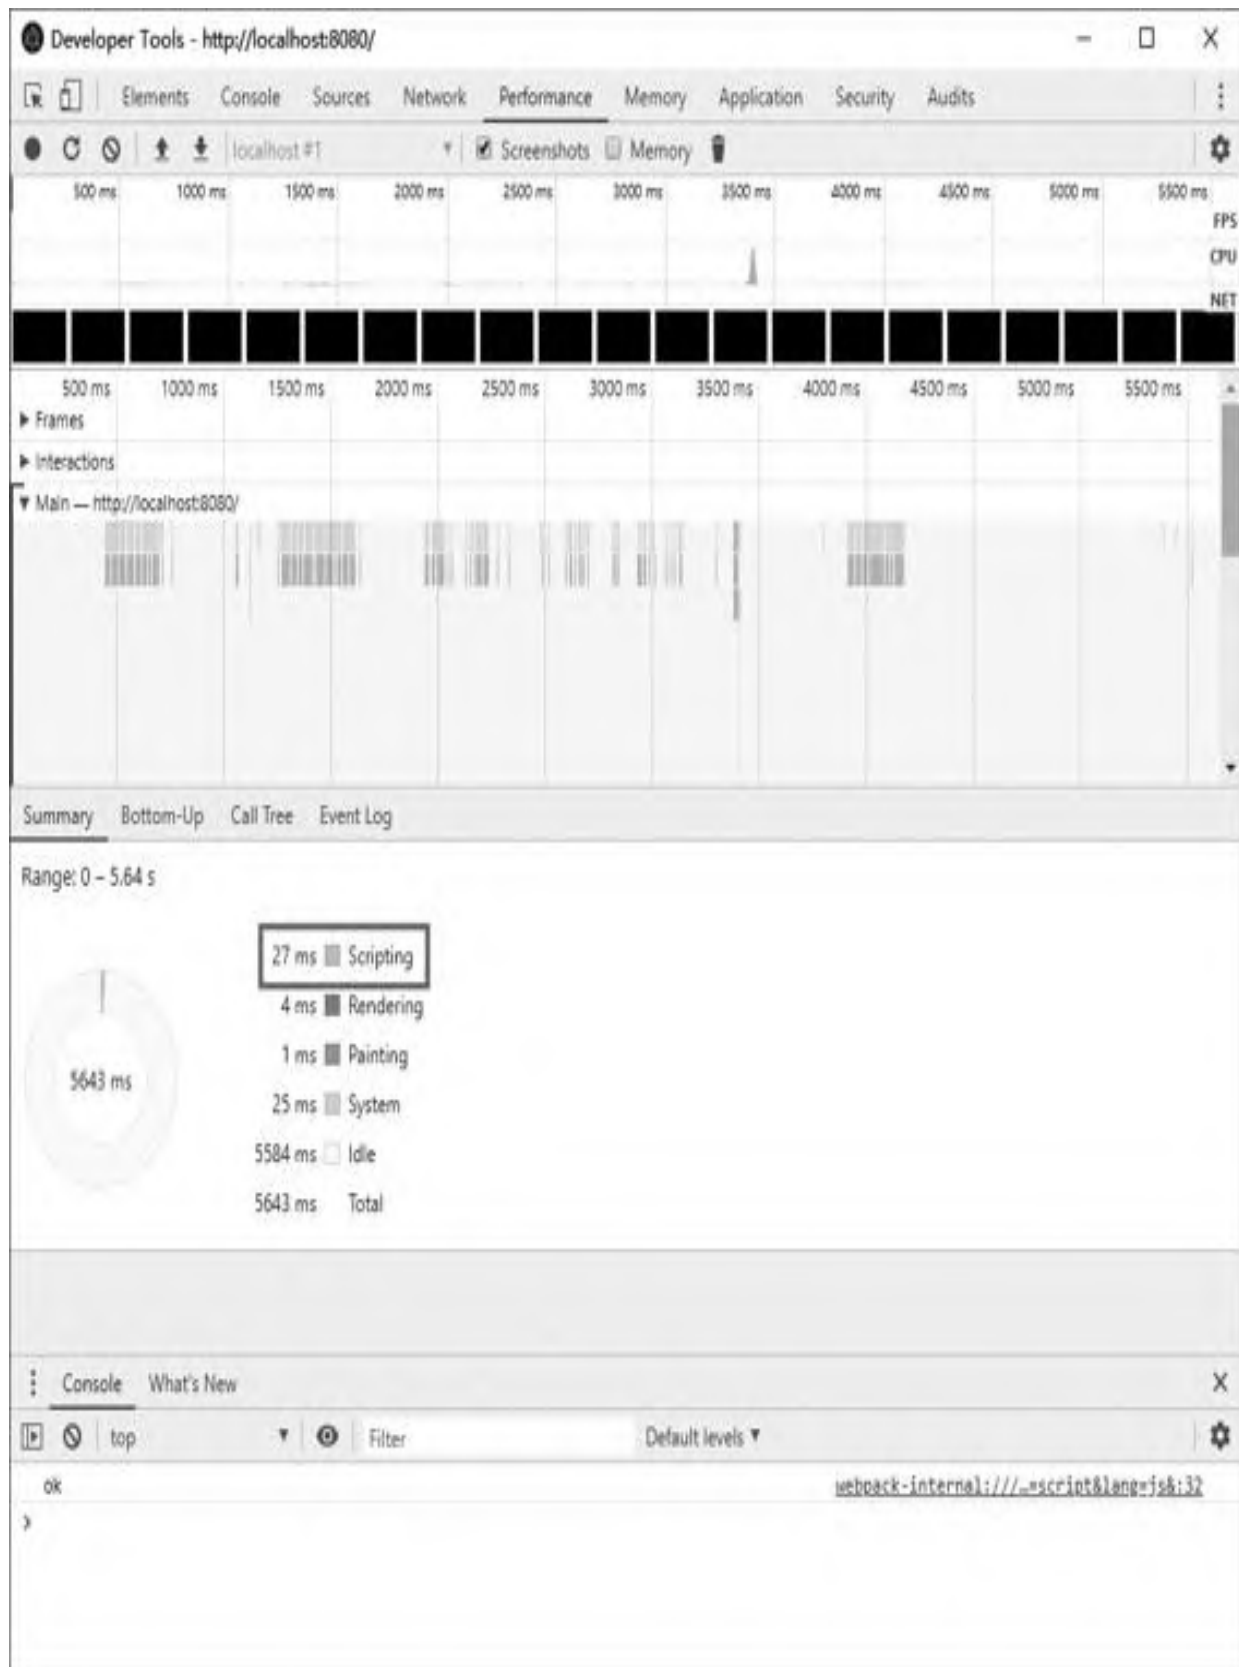 Developer Tools - http://localhost:8080/
Elements Console Sources Network Performance Memory Application Security Audits
localhost #1 Screenshots Memory
500 ms 1000 ms 1500 ms 2000 ms 2500 ms 3000 ms 3500 ms 4000 ms 4500 ms 5000 ms 5500 ms
FPS
CPU
NET
500 ms 1000 ms 1500 ms 2000 ms 2500 ms 3000 ms 3500 ms 4000 ms 4500 ms 5000 ms 5500 ms
Frames
Interactions
Main — http://localhost:8080/
Summary Bottom-Up Call Tree Event Log
Range: 0 – 5.64 s
27 ms Scripting
4 ms Rendering
1 ms Painting
5643 ms
25 ms System
5584 ms Idle
5643 ms Total
Console What's New
top Filter Default levels
ok webpack-internal:///…=script&lang=js&:32